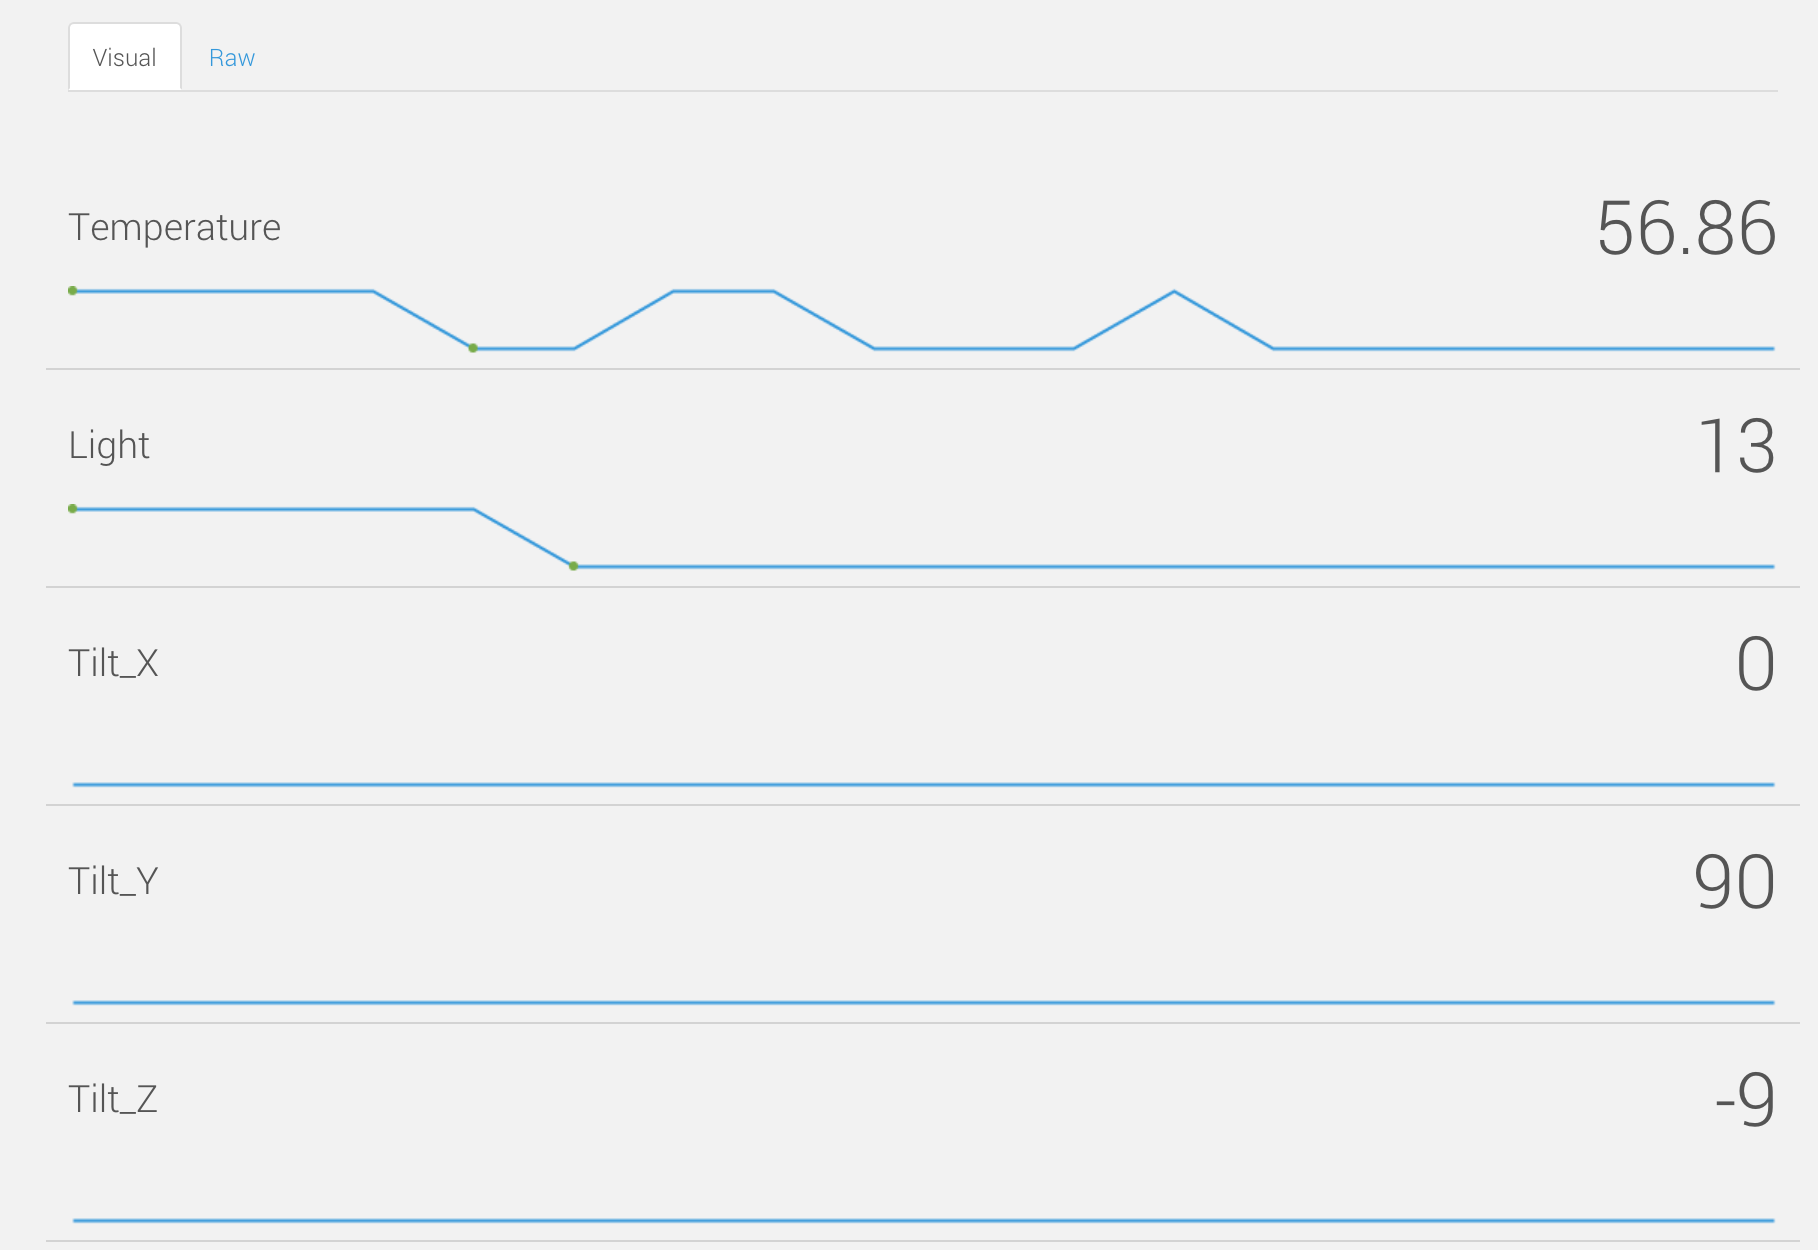 Visual Raw
Temperature 56.86
Light 13
Tilt_X 0
Tilt_Y 90
Tilt_Z -9